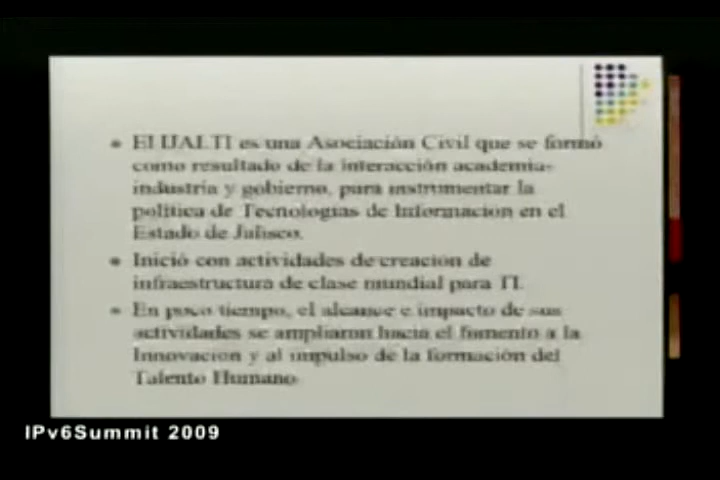 El IJALTI es una Asociación Civil que se formó
como resultado de la interacción academia-
industria y gobierno, para instrumentar la
política de Tecnologías de Información en el
Estado de Jalisco.
Inició con actividades de creación de
infraestructura de clase mundial para TI.
En poco tiempo, el alcance e impacto de sus
actividades se ampliaron hacia el fomento a la
Innovación y al impulso de la formación del
Talento Humano
IPv6Summit 2009